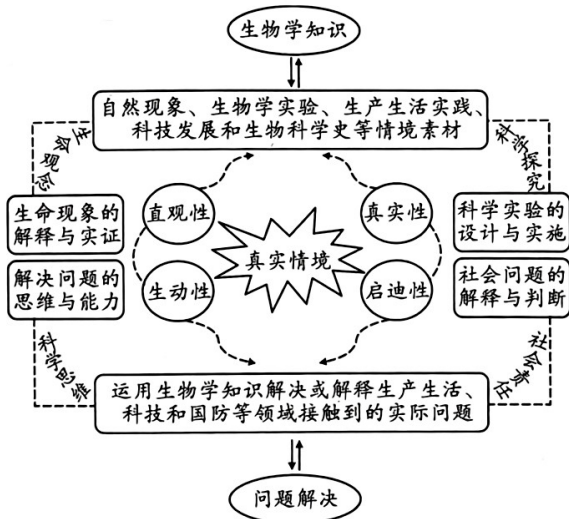 生物学知识
自然现象、生物学实验、生产生活实践、
科技发展和生物科学史等情境素材
生命观念
科学探究
生命现象的
解释与实证
直观性
真实性
科学实验的
设计与实施
真实情境
解决问题的
思维与能力
生动性
启迪性
社会问题的
解释与判断
科学思维
社会责任
运用生物学知识解决或解释生产生活、
科技和国防等领域接触到的实际问题
问题解决